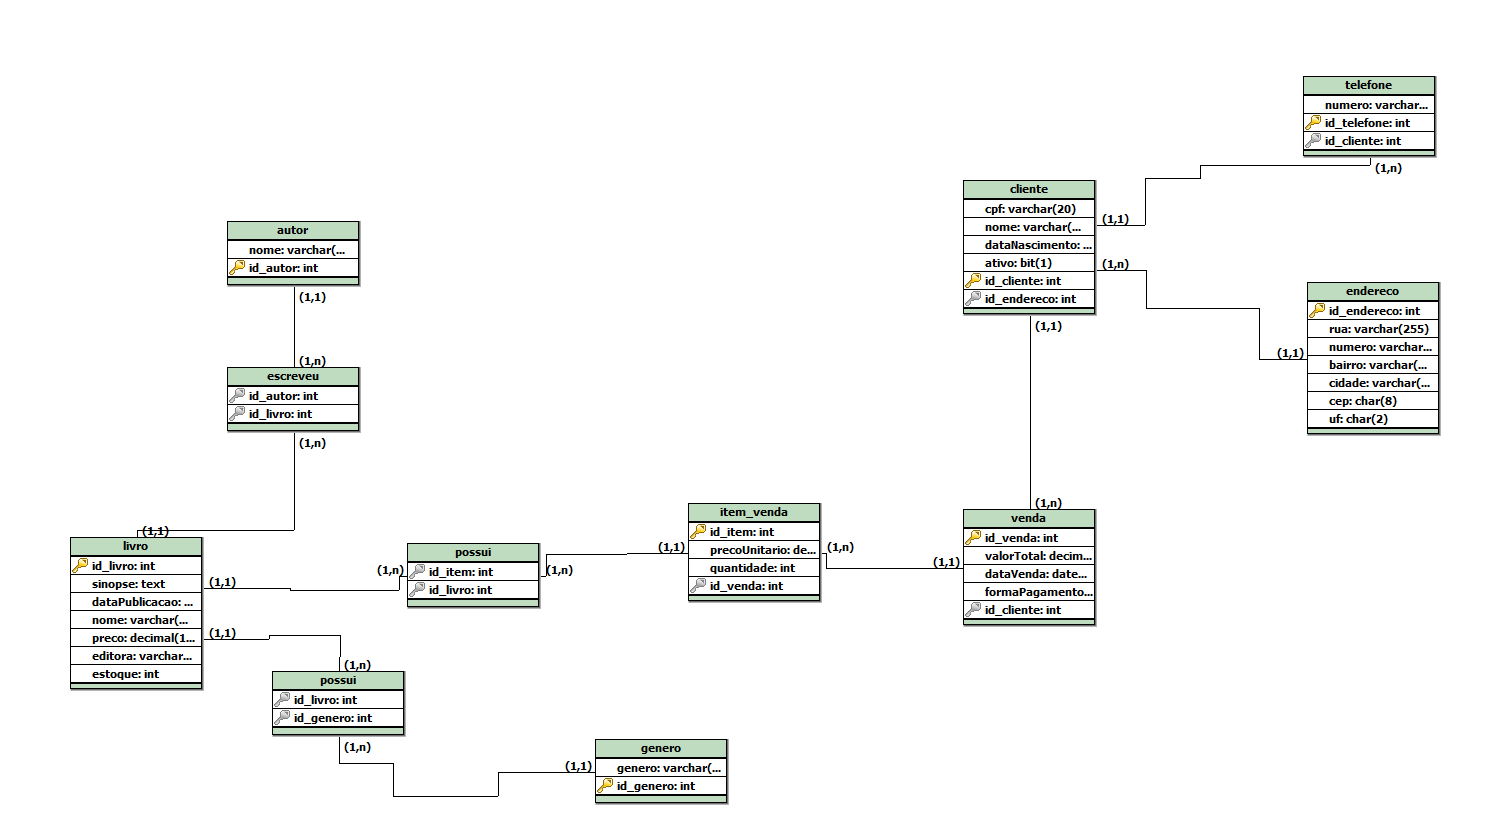 telefone
numero: varchar...
id_telefone: int
id_cliente: int
(1,n)
cliente
cpf: varchar(20)
nome: varchar(...
dataNascimento: ...
ativo: bit(1)
id_cliente: int
id_endereco: int
(1,1)
(1,n)
(1,1)
endereco
id_endereco: int
rua: varchar(255)
numero: varchar...
bairro: varchar(...
cidade: varchar(...
cep: char(8)
uf: char(2)
(1,1)
autor
nome: varchar(...
id_autor: int
(1,1)
(1,n)
escreveu
id_autor: int
id_livro: int
(1,n)
(1,1)
livro
id_livro: int
sinopse: text
dataPublicacao: ...
nome: varchar(...
preco: decimal(1...
editora: varchar...
estoque: int
(1,1)
(1,1)
(1,n)
possui
id_item: int
id_livro: int
(1,n)
(1,1)
item_venda
id_item: int
precoUnitario: de...
quantidade: int
id_venda: int
(1,n)
(1,1)
(1,n)
venda
id_venda: int
valorTotal: decim...
dataVenda: date...
formaPagamento...
id_cliente: int
(1,n)
possui
id_livro: int
id_genero: int
(1,n)
(1,1)
genero
genero: varchar(...
id_genero: int